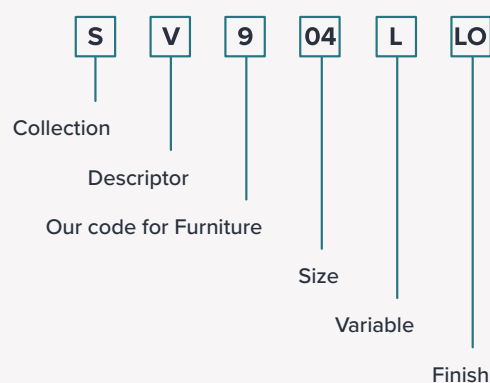 S V 9 04 L LO
Collection
Descriptor
Our code for Furniture
Size
Variable
Finish